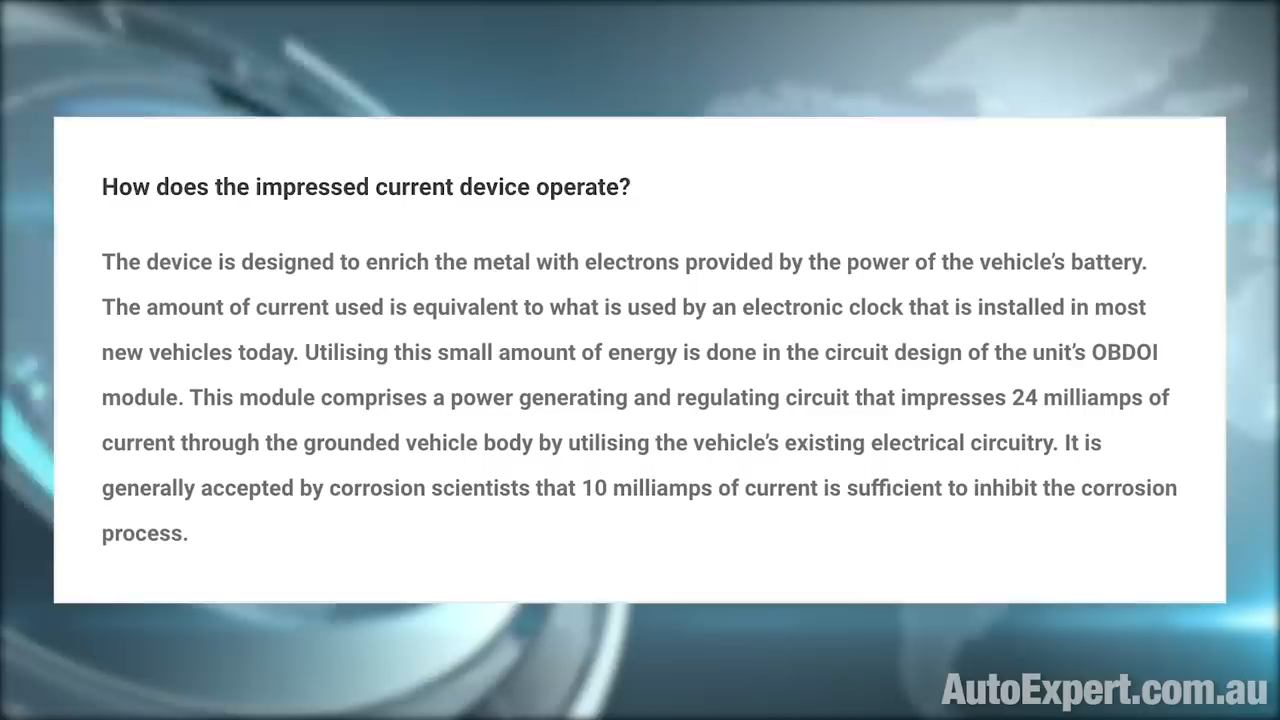 How does the impressed current device operate?
The device is designed to enrich the metal with electrons provided by the power of the vehicle’s battery.
The amount of current used is equivalent to what is used by an electronic clock that is installed in most
new vehicles today. Utilising this small amount of energy is done in the circuit design of the unit’s OBDOI
module. This module comprises a power generating and regulating circuit that impresses 24 milliamps of
current through the grounded vehicle body by utilising the vehicle’s existing electrical circuitry. It is
generally accepted by corrosion scientists that 10 milliamps of current is sufficient to inhibit the corrosion
process.
AutoExpert.com.au